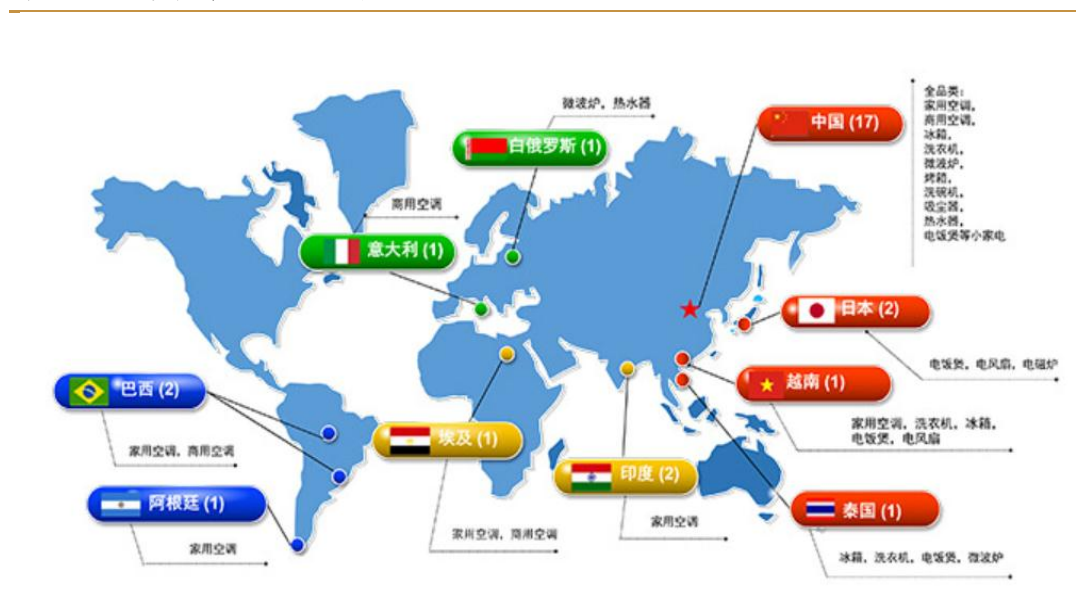 微波炉，热水器
白俄罗斯 (1)
中国 (17)
全品类：
家用空调，
商用空调，
冰箱，
洗衣机，
微波炉，
烤箱，
洗碗机，
吸尘器，
热水器，
电饭煲等小家电
商用空调
意大利 (1)
日本 (2)
电饭煲，电风扇，电磁炉
越南 (1)
家用空调、洗衣机，冰箱，
电饭煲，电风扇
巴西 (2)
家用空调，商用空调
埃及 (1)
家用空调，商用空调
印度 (2)
家用空调
阿根廷 (1)
家用空调
泰国 (1)
冰箱，洗衣机，电饭煲，微波炉